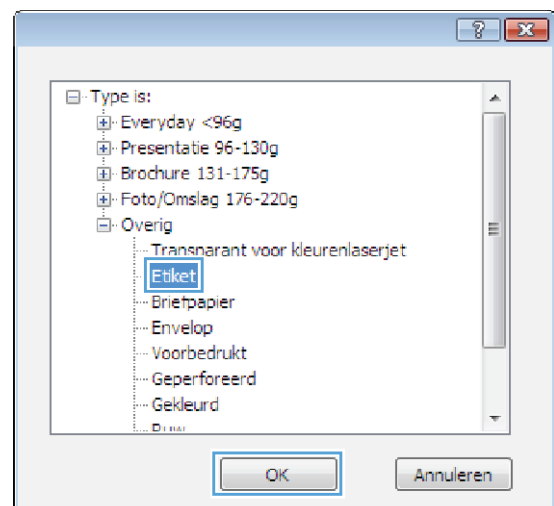 Type is:
Everyday <96g
Presentatie 96-130g
Brochure 131-175g
Foto/Omslag 176-220g
Overig
Transparant voor kleurenlaserjet
Etiket
Briefpapier
Envelop
Voorbedrukt
Geperforeerd
Gekleurd
Ruw
OK Annuleren